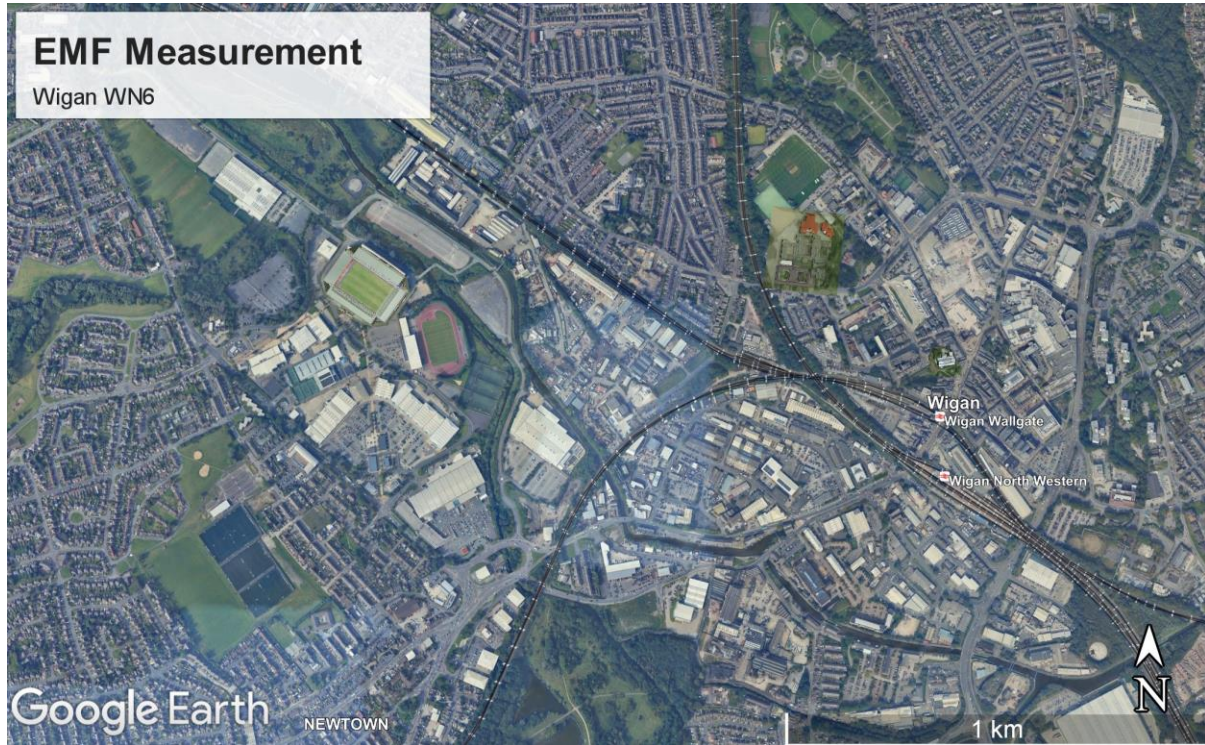 EMF Measurement
Wigan WN6
Wigan
Wigan Wallgate
Wigan North Western
Google Earth
NEWTOWN
N
1 km